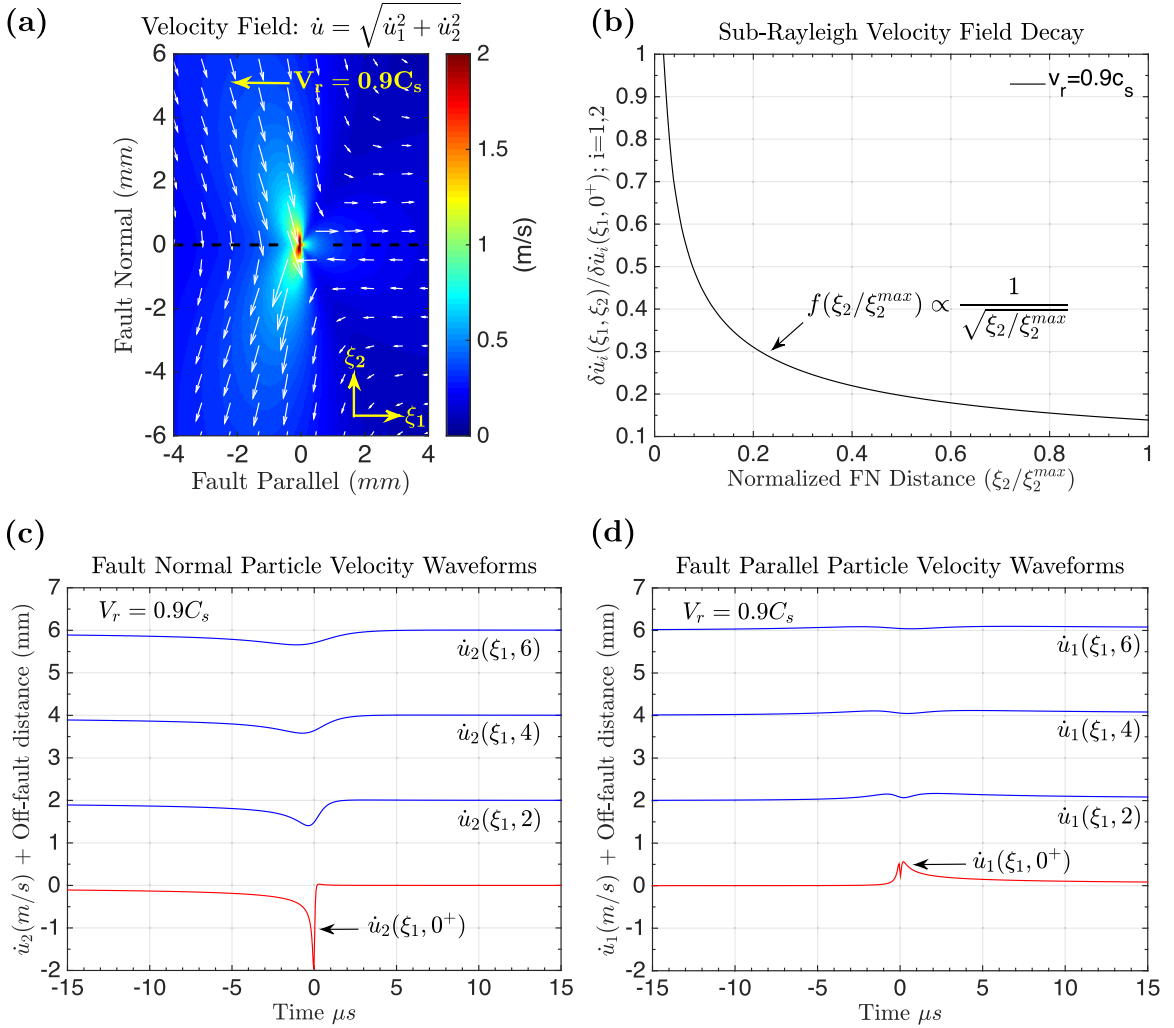 (a)
Velocity Field: u̇ = √(u̇₁² + u̇₂²)
V_r = 0.9C_s
Fault Normal (mm)
6
4
2
0
-2
-4
-6
-4
-2
0
2
4
Fault Parallel (mm)
ξ₂
ξ₁
2
1.5
1
0.5
0
(m/s)
(b)
Sub-Rayleigh Velocity Field Decay
v_r=0.9c_s
δu̇ᵢ(ξ₁, ξ₂)/δu̇ᵢ(ξ₁, 0⁺); i=1,2
1
0.9
0.8
0.7
0.6
0.5
0.4
0.3
0.2
0.1
f(ξ₂/ξ₂^max) ∝ 1/√(ξ₂/ξ₂^max)
0
0.2
0.4
0.6
0.8
1
Normalized FN Distance (ξ₂/ξ₂^max)
(c)
Fault Normal Particle Velocity Waveforms
V_r = 0.9C_s
u̇₂(m/s) + Off-fault distance (mm)
7
6
5
4
3
2
1
0
-1
-2
u̇₂(ξ₁, 6)
u̇₂(ξ₁, 4)
u̇₂(ξ₁, 2)
u̇₂(ξ₁, 0⁺)
-15
-10
-5
0
5
10
15
Time μs
(d)
Fault Parallel Particle Velocity Waveforms
V_r = 0.9C_s
u̇₁(m/s) + Off-fault distance (mm)
7
6
5
4
3
2
1
0
-1
-2
u̇₁(ξ₁, 6)
u̇₁(ξ₁, 4)
u̇₁(ξ₁, 2)
u̇₁(ξ₁, 0⁺)
-15
-10
-5
0
5
10
15
Time μs